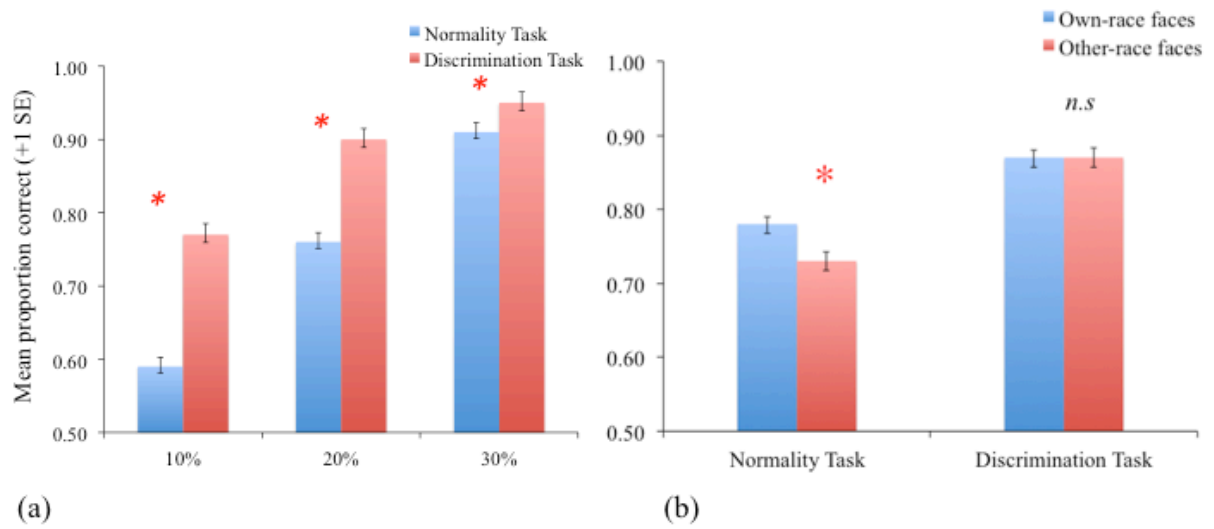 Normality Task
Discrimination Task
Mean proportion correct (+1 SE)
1.00
0.90
0.80
0.70
0.60
0.50
*
*
*
10%
20%
30%
(a)
Own-race faces
Other-race faces
1.00
0.90
0.80
0.70
0.60
0.50
*
n.s
Normality Task
Discrimination Task
(b)